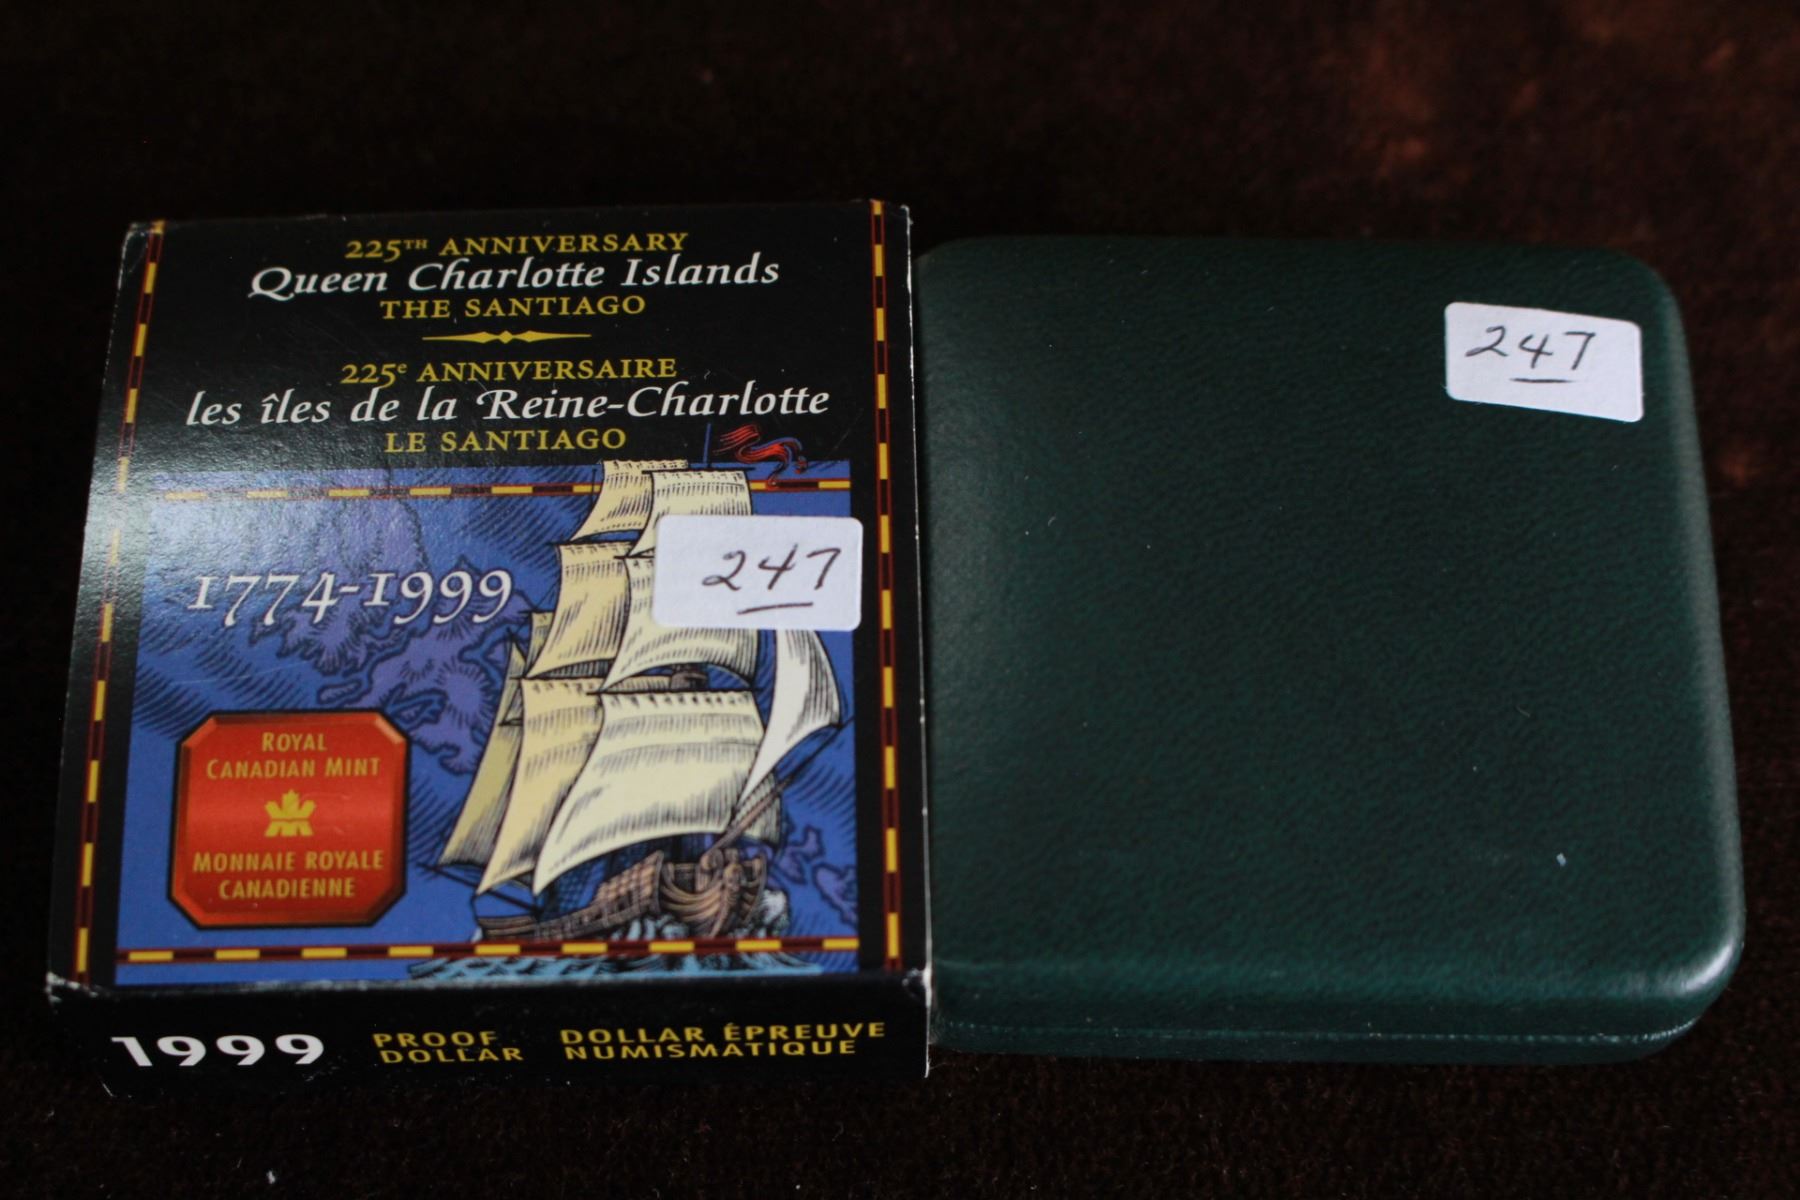 225TH ANNIVERSARY
Queen Charlotte Islands
THE SANTIAGO
225e ANNIVERSAIRE
les îles de la Reine-Charlotte
LE SANTIAGO
1774-1999
247
ROYAL
CANADIAN MINT
MONNAIE ROYALE
CANADIENNE
1999
PROOF
DOLLAR
DOLLAR ÉPREUVE
NUMISMATIQUE
247